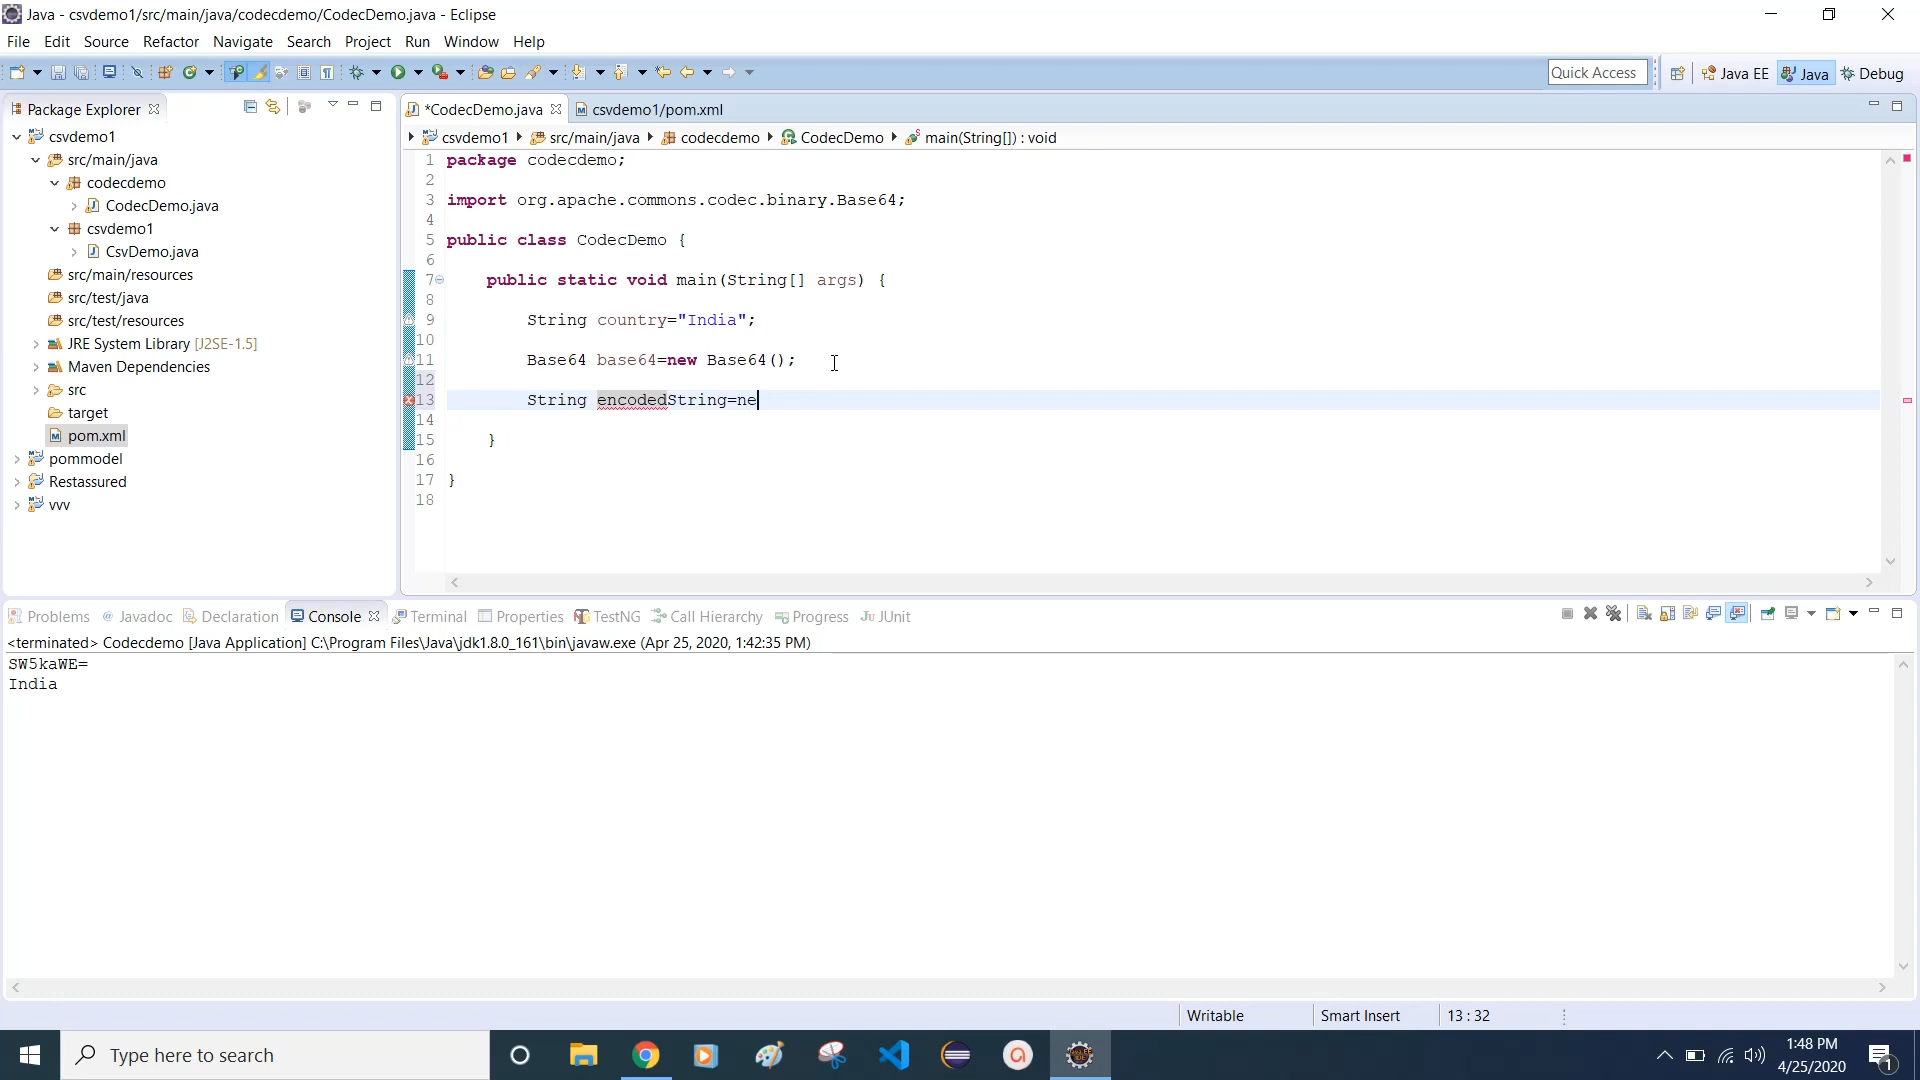 Java - csvdemo1/src/main/java/codecdemo/CodecDemo.java - Eclipse
File Edit Source Refactor Navigate Search Project Run Window Help
Quick Access Java EE Java Debug
Package Explorer
csvdemo1
src/main/java
codecdemo
CodecDemo.java
csvdemo1
CsvDemo.java
src/main/resources
src/test/java
src/test/resources
JRE System Library [J2SE-1.5]
Maven Dependencies
src
target
pom.xml
pommodel
Restassured
vvv
*CodecDemo.java csvdemo1/pom.xml
csvdemo1 src/main/java codecdemo CodecDemo main(String[]) : void
1 package codecdemo;
2
3 import org.apache.commons.codec.binary.Base64;
4
5 public class CodecDemo {
6
7 public static void main(String[] args) {
8
9 String country="India";
10
11 Base64 base64=new Base64();
12
13 String encodedString=ne
14
15 }
16
17 }
18
Problems @ Javadoc Declaration Console Terminal Properties TestNG Call Hierarchy Progress Ju JUnit
<terminated> Codecdemo [Java Application] C:\Program Files\Java\jdk1.8.0_161\bin\javaw.exe (Apr 25, 2020, 1:42:35 PM)
SW5kaWE=
India
Writable Smart Insert 13 : 32
Type here to search
1:48 PM
4/25/2020
1